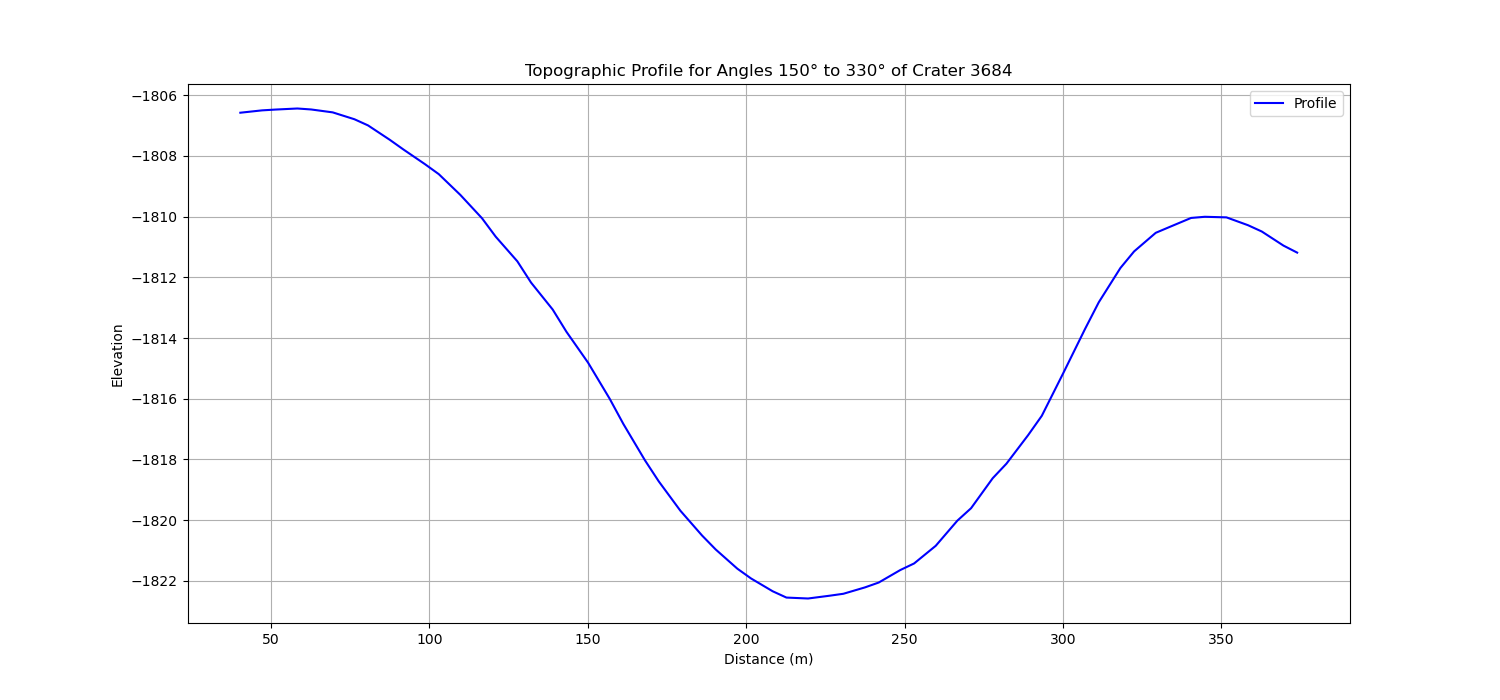 Topographic Profile for Angles 150° to 330° of Crater 3684
Profile
−1806
−1808
−1810
−1812
−1814
−1816
−1818
−1820
−1822
Elevation
50 100 150 200 250 300 350
Distance (m)